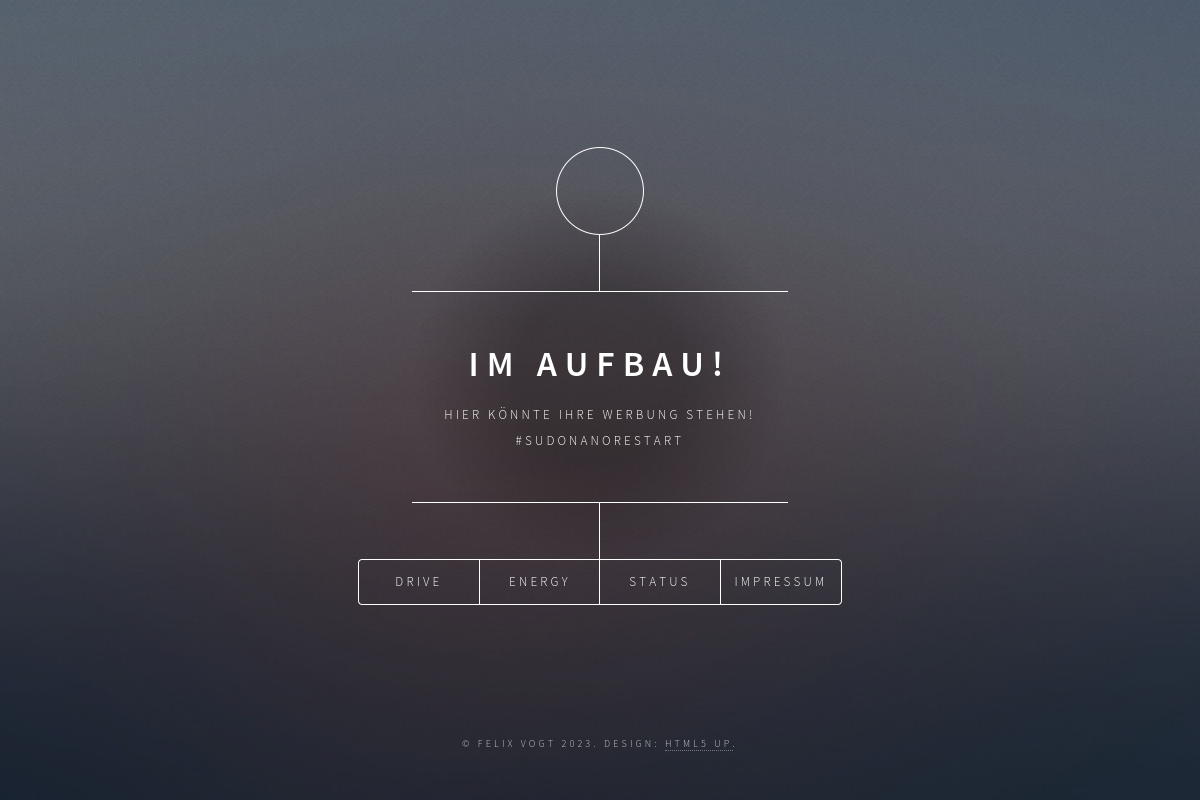 IM AUFBAU!
HIER KÖNNTE IHRE WERBUNG STEHEN!
#SUDONANORESTART
DRIVE
ENERGY
STATUS
IMPRESSUM
© FELIX VOGT 2023. DESIGN: HTML5 UP.